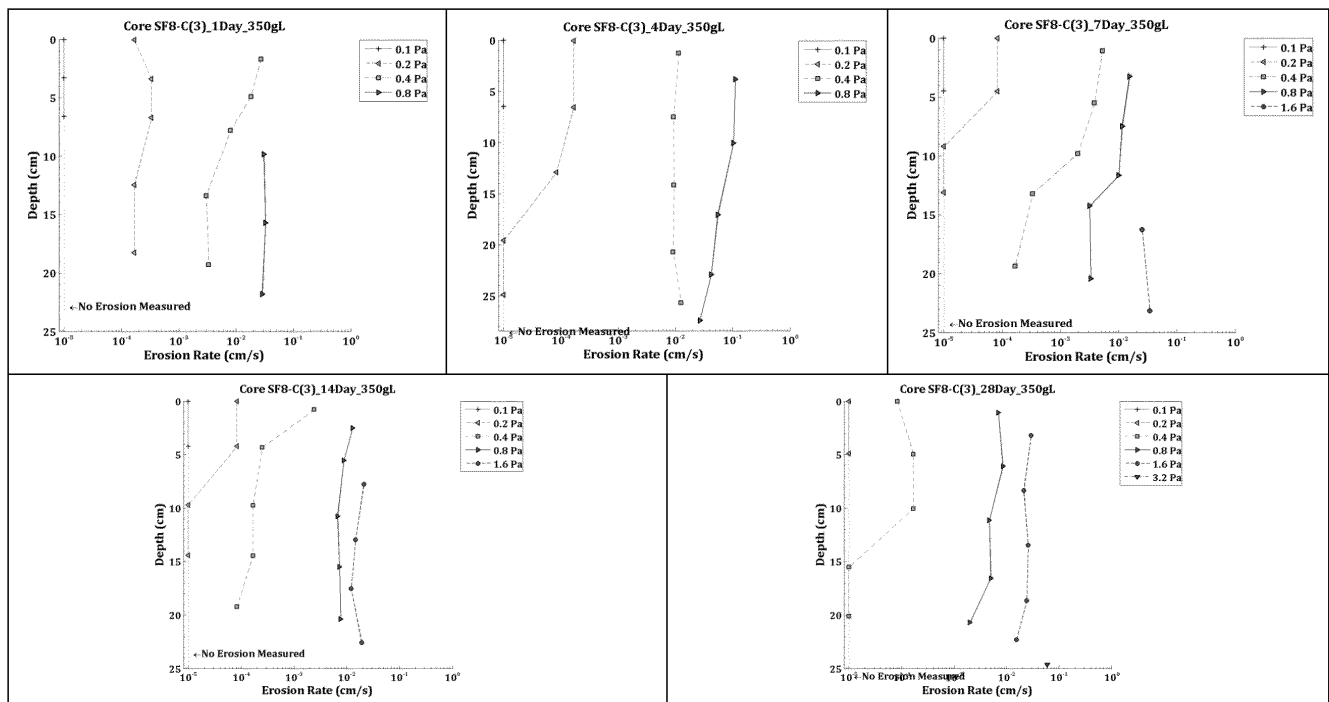 Core SF8-C(3)_1Day_350gL
0.1 Pa
0.2 Pa
0.4 Pa
0.8 Pa
Depth (cm)
0
5
10
15
20
25
←No Erosion Measured
10⁻⁵ 10⁻⁴ 10⁻³ 10⁻² 10⁻¹ 10⁰
Erosion Rate (cm/s)
Core SF8-C(3)_4Day_350gL
0.1 Pa
0.2 Pa
0.4 Pa
0.8 Pa
Depth (cm)
0
5
10
15
20
25
←No Erosion Measured
10⁻⁵ 10⁻⁴ 10⁻³ 10⁻² 10⁻¹ 10⁰
Erosion Rate (cm/s)
Core SF8-C(3)_7Day_350gL
0.1 Pa
0.2 Pa
0.4 Pa
0.8 Pa
1.6 Pa
Depth (cm)
0
5
10
15
20
25
←No Erosion Measured
10⁻⁵ 10⁻⁴ 10⁻³ 10⁻² 10⁻¹ 10⁰
Erosion Rate (cm/s)
Core SF8-C(3)_14Day_350gL
0.1 Pa
0.2 Pa
0.4 Pa
0.8 Pa
1.6 Pa
Depth (cm)
0
5
10
15
20
25
←No Erosion Measured
10⁻⁵ 10⁻⁴ 10⁻³ 10⁻² 10⁻¹ 10⁰
Erosion Rate (cm/s)
Core SF8-C(3)_28Day_350gL
0.1 Pa
0.2 Pa
0.4 Pa
0.8 Pa
1.6 Pa
3.2 Pa
Depth (cm)
0
5
10
15
20
25
←No Erosion Measured
10⁻³ 10⁻² 10⁻¹ 10⁰
Erosion Rate (cm/s)